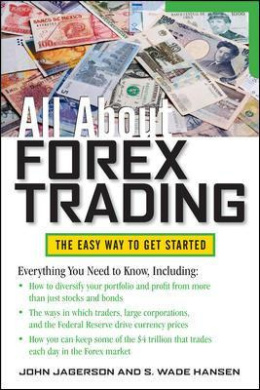 All About
FOREX
TRADING
THE EASY WAY TO GET STARTED
Everything You Need to Know, Including:
• How to diversify your portfolio and profit from more
than just stocks and bonds
• The ways in which traders, large corporations,
and the Federal Reserve drive currency prices
• How you can keep some of the $4 trillion that trades
each day in the Forex market
JOHN JAGERSON AND S. WADE HANSEN